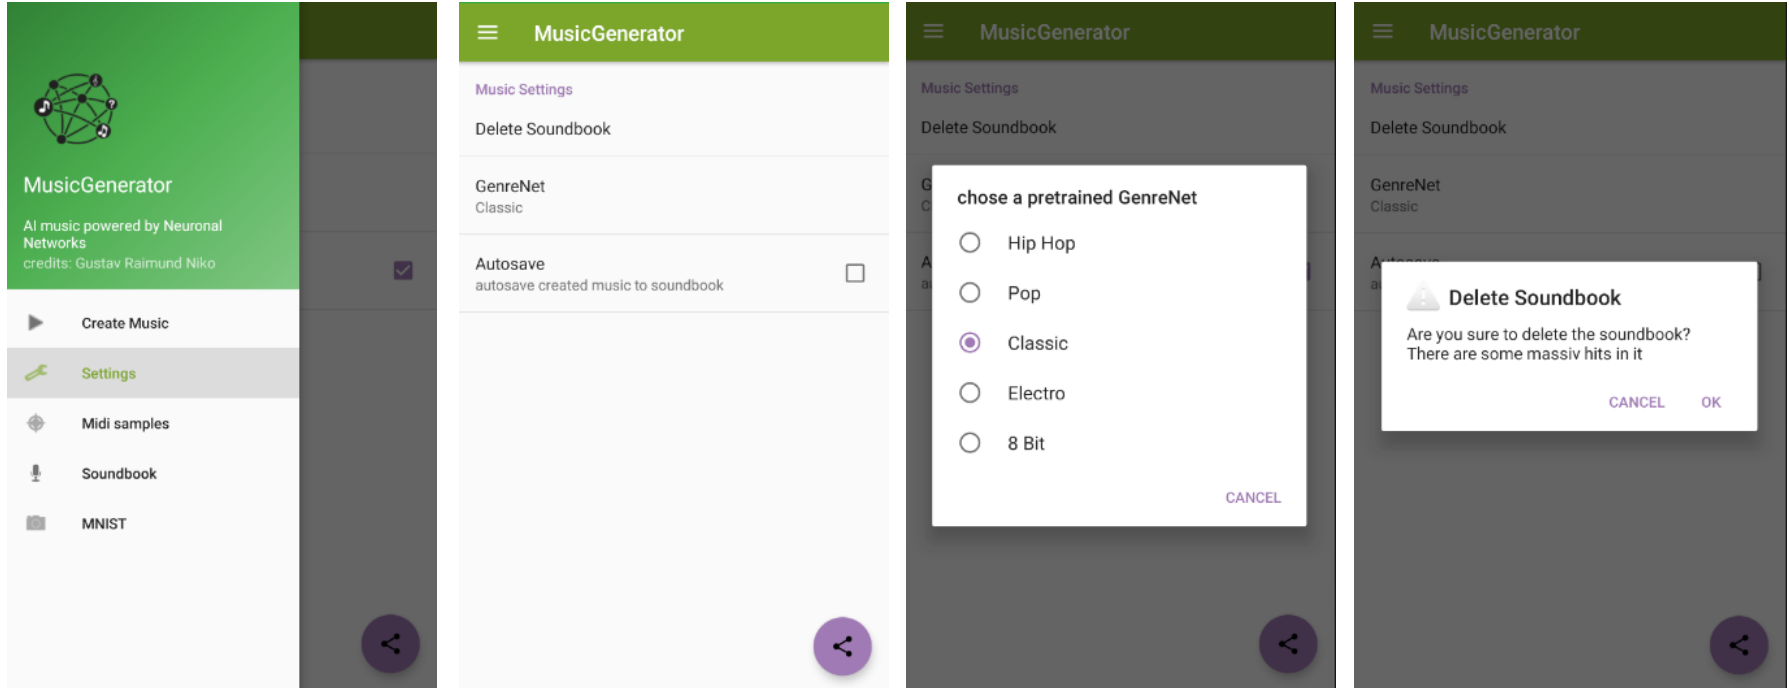 MusicGenerator
AI music powered by Neuronal
Networks
credits: Gustav Raimund Niko
Create Music
Settings
Midi samples
Soundbook
MNIST
MusicGenerator
Music Settings
Delete Soundbook
GenreNet
Classic
Autosave
autosave created music to soundbook
MusicGenerator
Music Settings
Delete Soundbook
chose a pretrained GenreNet
Hip Hop
Pop
Classic
Electro
8 Bit
CANCEL
MusicGenerator
Music Settings
Delete Soundbook
GenreNet
Classic
Delete Soundbook
Are you sure to delete the soundbook?
There are some massiv hits in it
CANCEL OK